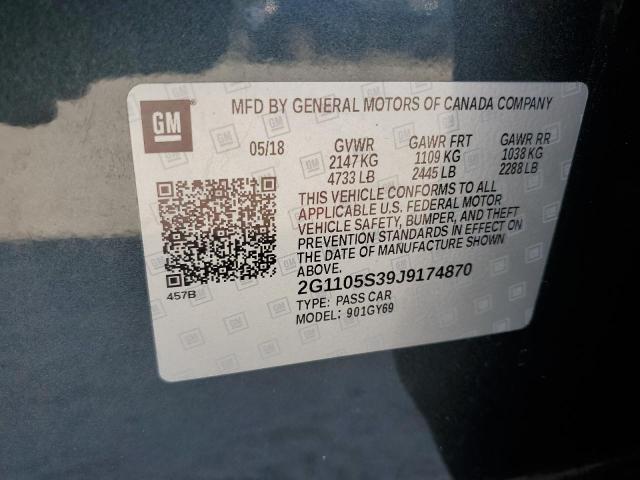 MFD BY GENERAL MOTORS OF CANADA COMPANY
GM
05/18 GVWR GAWR FRT GAWR RR
2147 KG 1109 KG 1038 KG
4733 LB 2445 LB 2288 LB
THIS VEHICLE CONFORMS TO ALL
APPLICABLE U.S. FEDERAL MOTOR
VEHICLE SAFETY, BUMPER, AND THEFT
PREVENTION STANDARDS IN EFFECT ON
THE DATE OF MANUFACTURE SHOWN
ABOVE.
457B
2G1105S39J9174870
TYPE: PASS CAR
MODEL: 901GY69